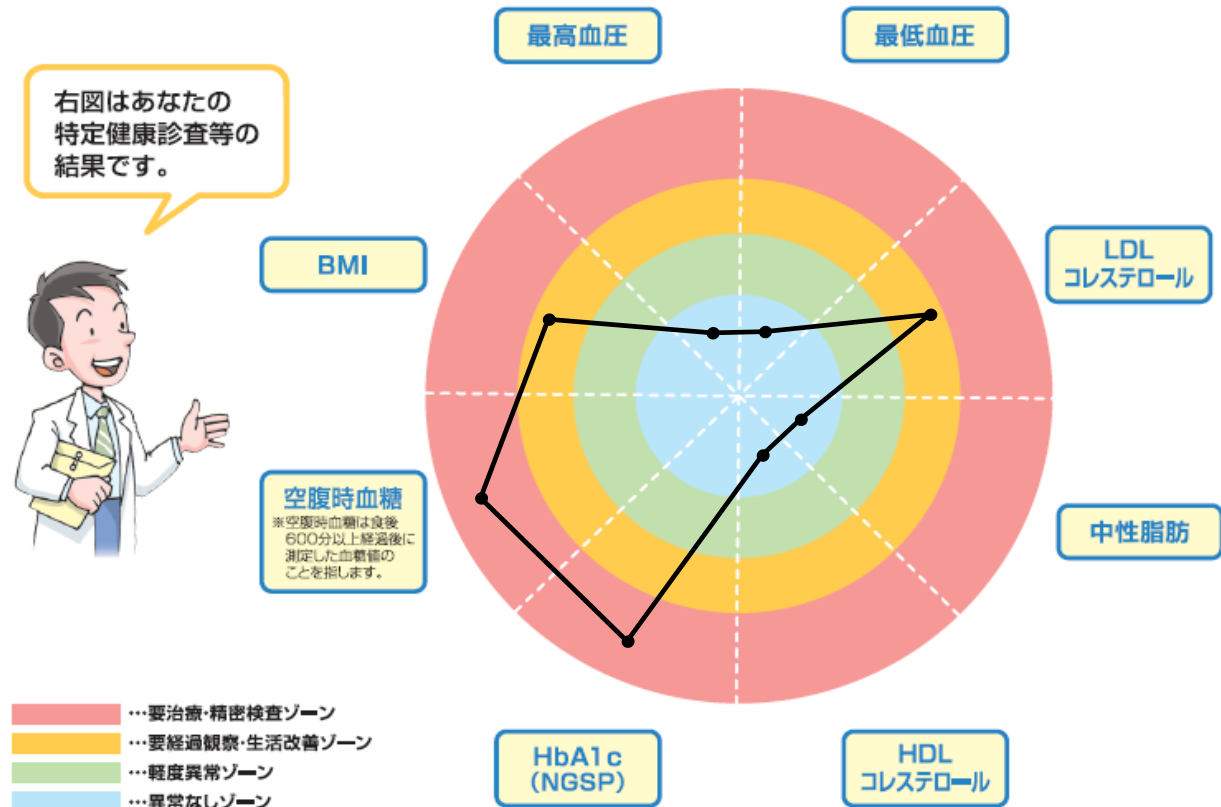 最高血圧
最低血圧
右図はあなたの
特定健康診査等の
結果です。
BMI
LDL
コレステロール
空腹時血糖
※空腹時血糖は食後
600分以上経過後に
測定した血糖値の
ことを指します。
中性脂肪
HbA1c
(NGSP)
HDL
コレステロール
…要治療・精密検査ゾーン
…要経過観察・生活改善ゾーン
…軽度異常ゾーン
…異常なしゾーン